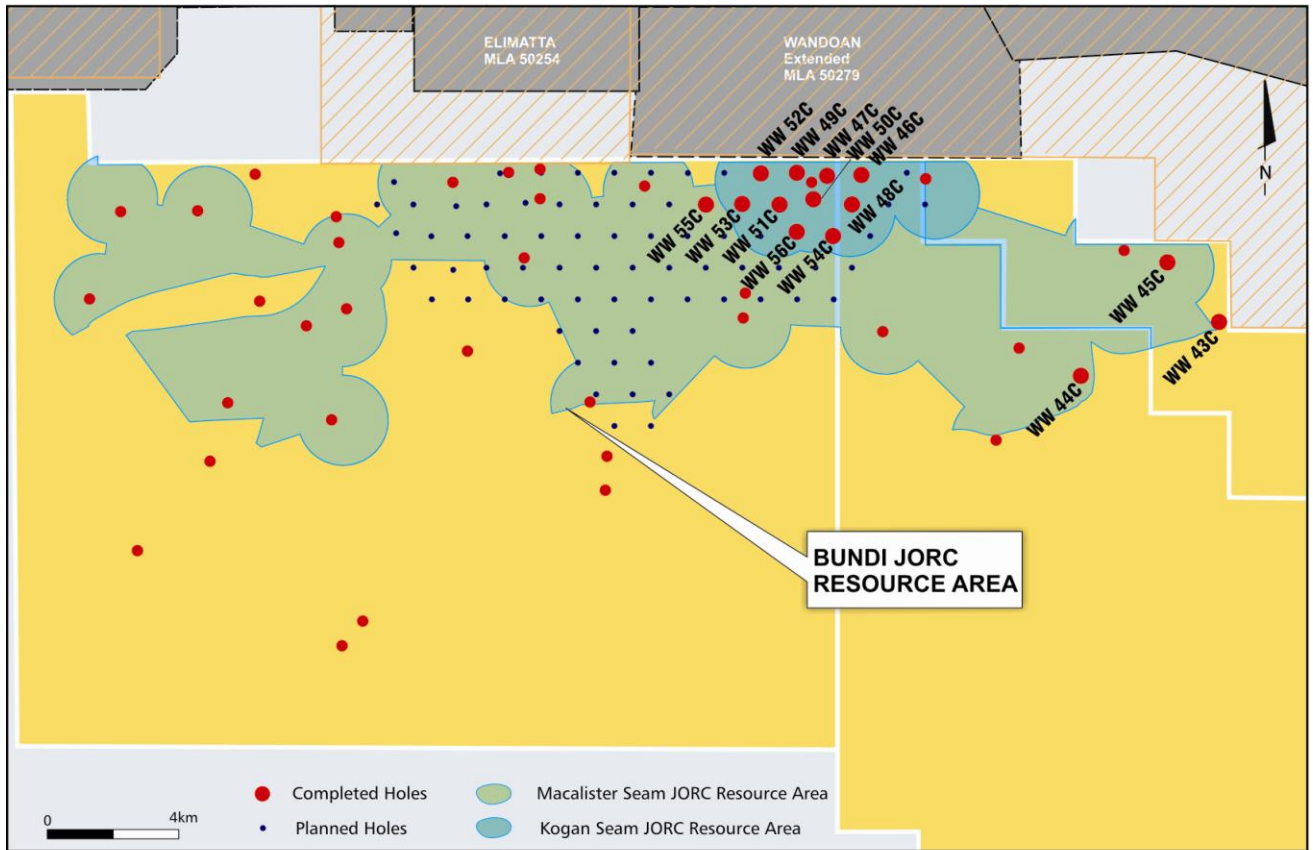 ELIMATTA
MLA 50254
WANDOAN
Extended
MLA 50279
WW 52C
WW 49C
WW 47C
WW 50C
WW 46C
N
WW 55C
WW 53C
WW 51C
WW 48C
WW 56C
WW 54C
WW 45C
WW 43C
WW 44C
BUNDI JORC
RESOURCE AREA
Completed Holes
Macalister Seam JORC Resource Area
0
4km
Planned Holes
Kogan Seam JORC Resource Area